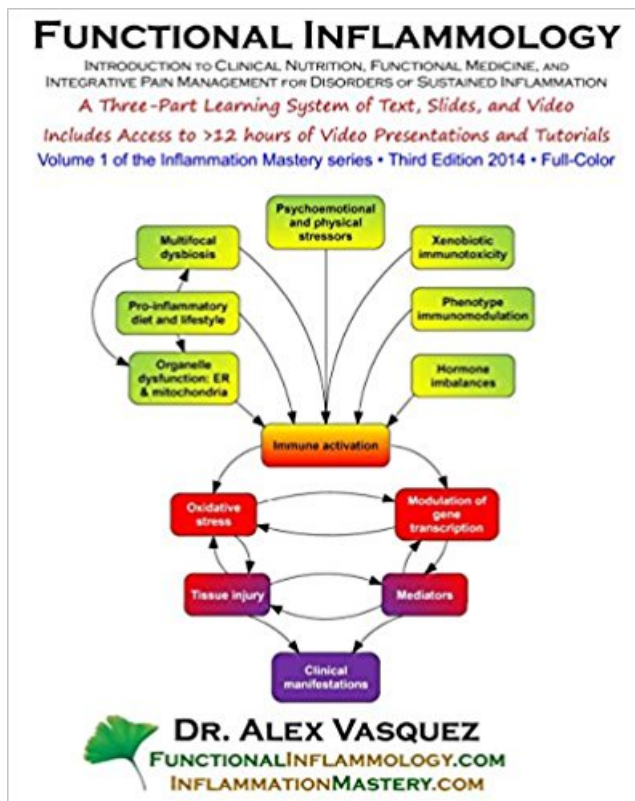 FUNCTIONAL INFLAMMOLOGY
INTRODUCTION TO CLINICAL NUTRITION, FUNCTIONAL MEDICINE, AND
INTEGRATIVE PAIN MANAGEMENT FOR DISORDERS OF SUSTAINED INFLAMMATION
A Three-Part Learning System of Text, Slides, and Video
Includes Access to >12 hours of Video Presentations and Tutorials
Volume 1 of the Inflammation Mastery series • Third Edition 2014 • Full-Color
Psychoemotional
and physical
stressors
Multifocal
dysbiosis
Xenobiotic
immunotoxicity
Pro-inflammatory
diet and lifestyle
Phenotype
immunomodulation
Organelle
dysfunction: ER
& mitochondria
Hormone
imbalances
Immune activation
Oxidative
stress
Modulation of
gene
transcription
Tissue injury
Mediators
Clinical
manifestations
DR. ALEX VASQUEZ
FUNCTIONALINFLAMMOLOGY.COM
INFLAMMATIONMASTERY.COM